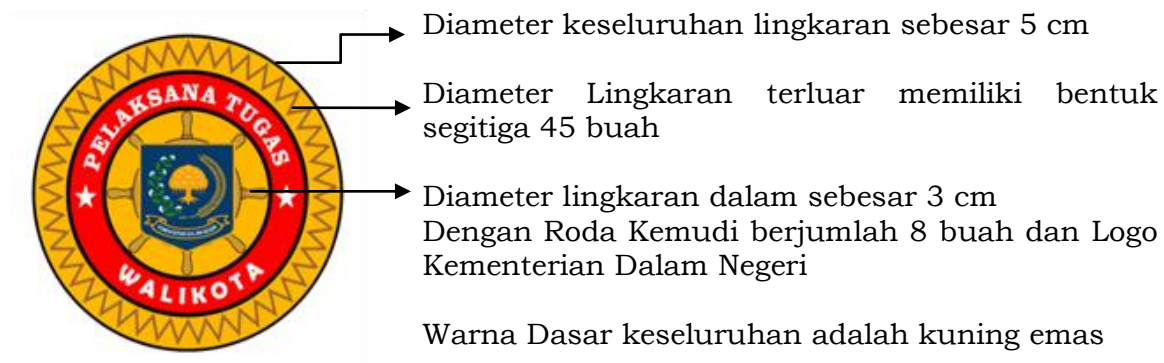 Diameter keseluruhan lingkaran sebesar 5 cm
Diameter Lingkaran terluar memiliki bentuk
segitiga 45 buah
Diameter lingkaran dalam sebesar 3 cm
Dengan Roda Kemudi berjumlah 8 buah dan Logo
Kementerian Dalam Negeri
Warna Dasar keseluruhan adalah kuning emas
PELAKSANA TUGAS
WALIKOTA